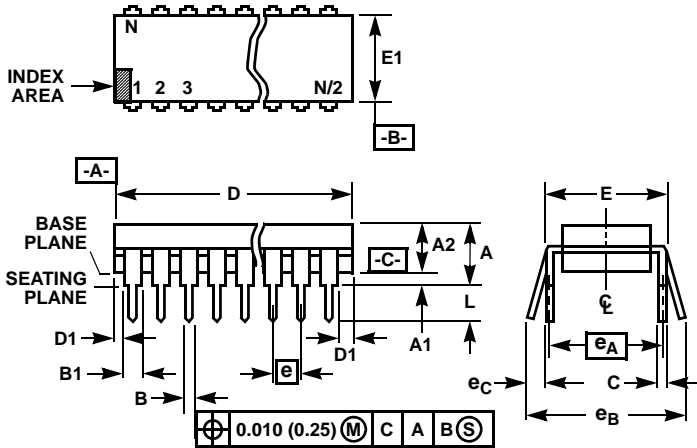 N
E1
INDEX
AREA
1 2 3 N/2
-B-
-A-
D
E
BASE
PLANE
A2
A
-C-
SEATING
PLANE
L
C
L
D1
A1
D1
eA
B1
e
eC
C
B
eB
0.010 (0.25) M C A B S